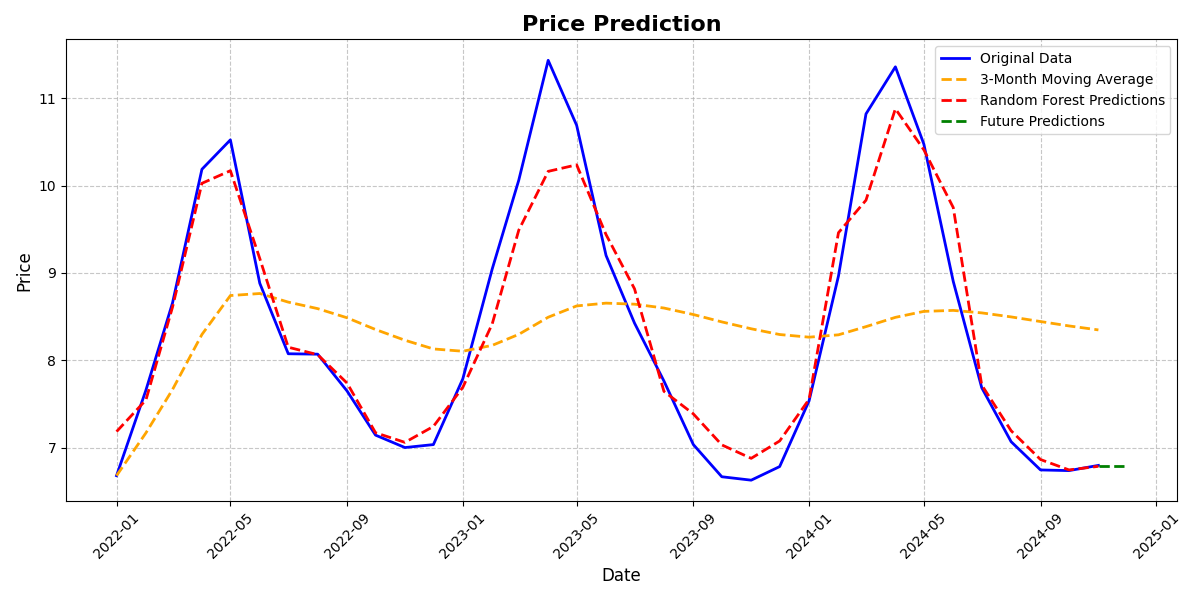 Price Prediction
Original Data
3-Month Moving Average
Random Forest Predictions
Future Predictions
Price
11
10
9
8
7
2022-01
2022-05
2022-09
2023-01
2023-05
2023-09
2024-01
2024-05
2024-09
2025-01
Date